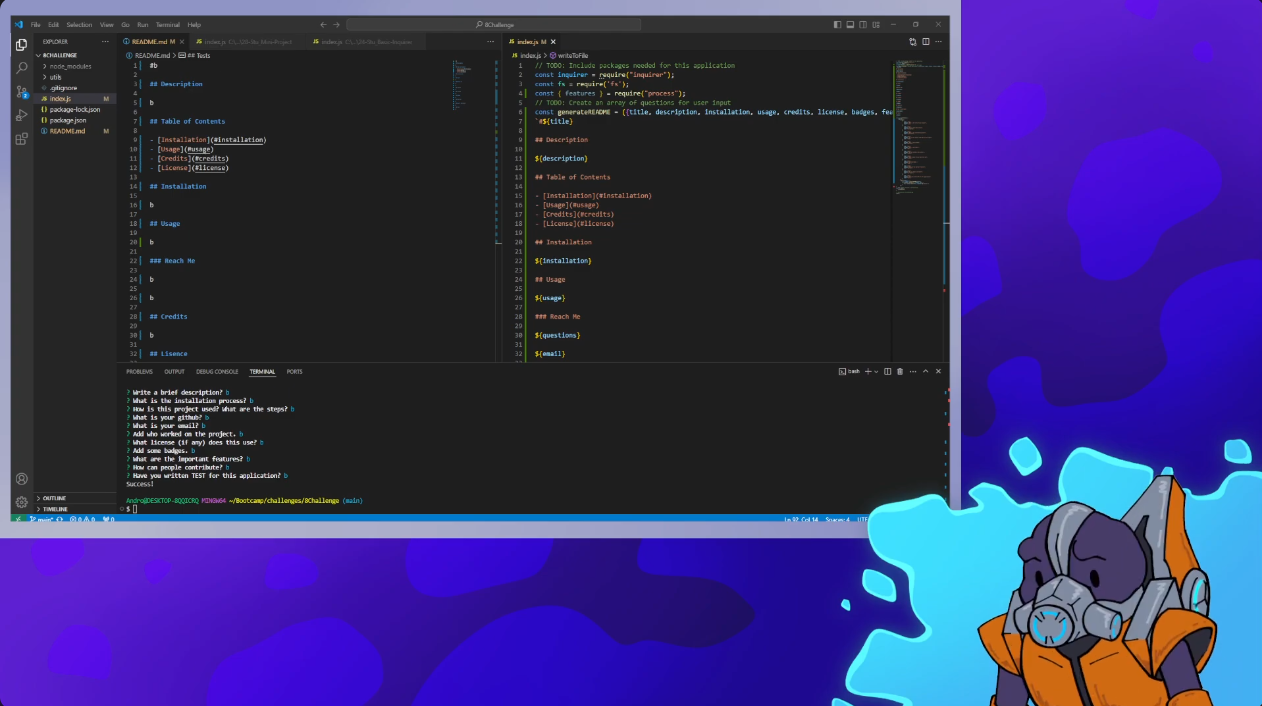 File Edit Selection View Go Run Terminal Help
8Challenge
EXPLORER
8CHALLENGE
node_modules
utils
.gitignore
index.js M
package-lock.json
package.json
README.md M
OUTLINE
TIMELINE
README.md M
README.md > Tests
1 #b
2
3 ## Description
4
5 b
6
7 ## Table of Contents
8
9 - [Installation](#installation)
10 - [Usage](#usage)
11 - [Credits](#credits)
12 - [License](#license)
13
14 ## Installation
15
16 b
17
18 ## Usage
19
20 b
21
22 ### Reach Me
23
24 b
25
26 b
27
28 ## Credits
29
30 b
31
32 ## Lisence
index.js M
index.js > writeToFile
1 // TODO: Include packages needed for this application
2 const inquirer = require("inquirer");
3 const fs = require('fs');
4 const { features } = require("process");
5 // TODO: Create an array of questions for user input
6 const generateREADME = ({title, description, installation, usage, credits, license, badges, fea
7 `#${title}
8
9 ## Description
10
11 ${description}
12
13 ## Table of Contents
14
15 - [Installation](#installation)
16 - [Usage](#usage)
17 - [Credits](#credits)
18 - [License](#license)
19
20 ## Installation
21
22 ${installation}
23
24 ## Usage
25
26 ${usage}
27
28 ### Reach Me
29
30 ${questions}
31
32 ${email}
PROBLEMS OUTPUT DEBUG CONSOLE TERMINAL PORTS
bash
? Write a brief description? b
? What is the installation process? b
? How is this project used? What are the steps? b
? What is your github? b
? What is your email? b
? Add who worked on the project. b
? What license (if any) does this use? b
? Add some badges. b
? What are the important features? b
? How can people contribute? b
? Have you written TEST for this application? b
Success!
Andro@DESKTOP-8QQICRQ MINGW64 ~/Bootcamp/challenges/8Challenge (main)
$
main* 0 0 0 Ln 92, Col 14 Spaces: 4